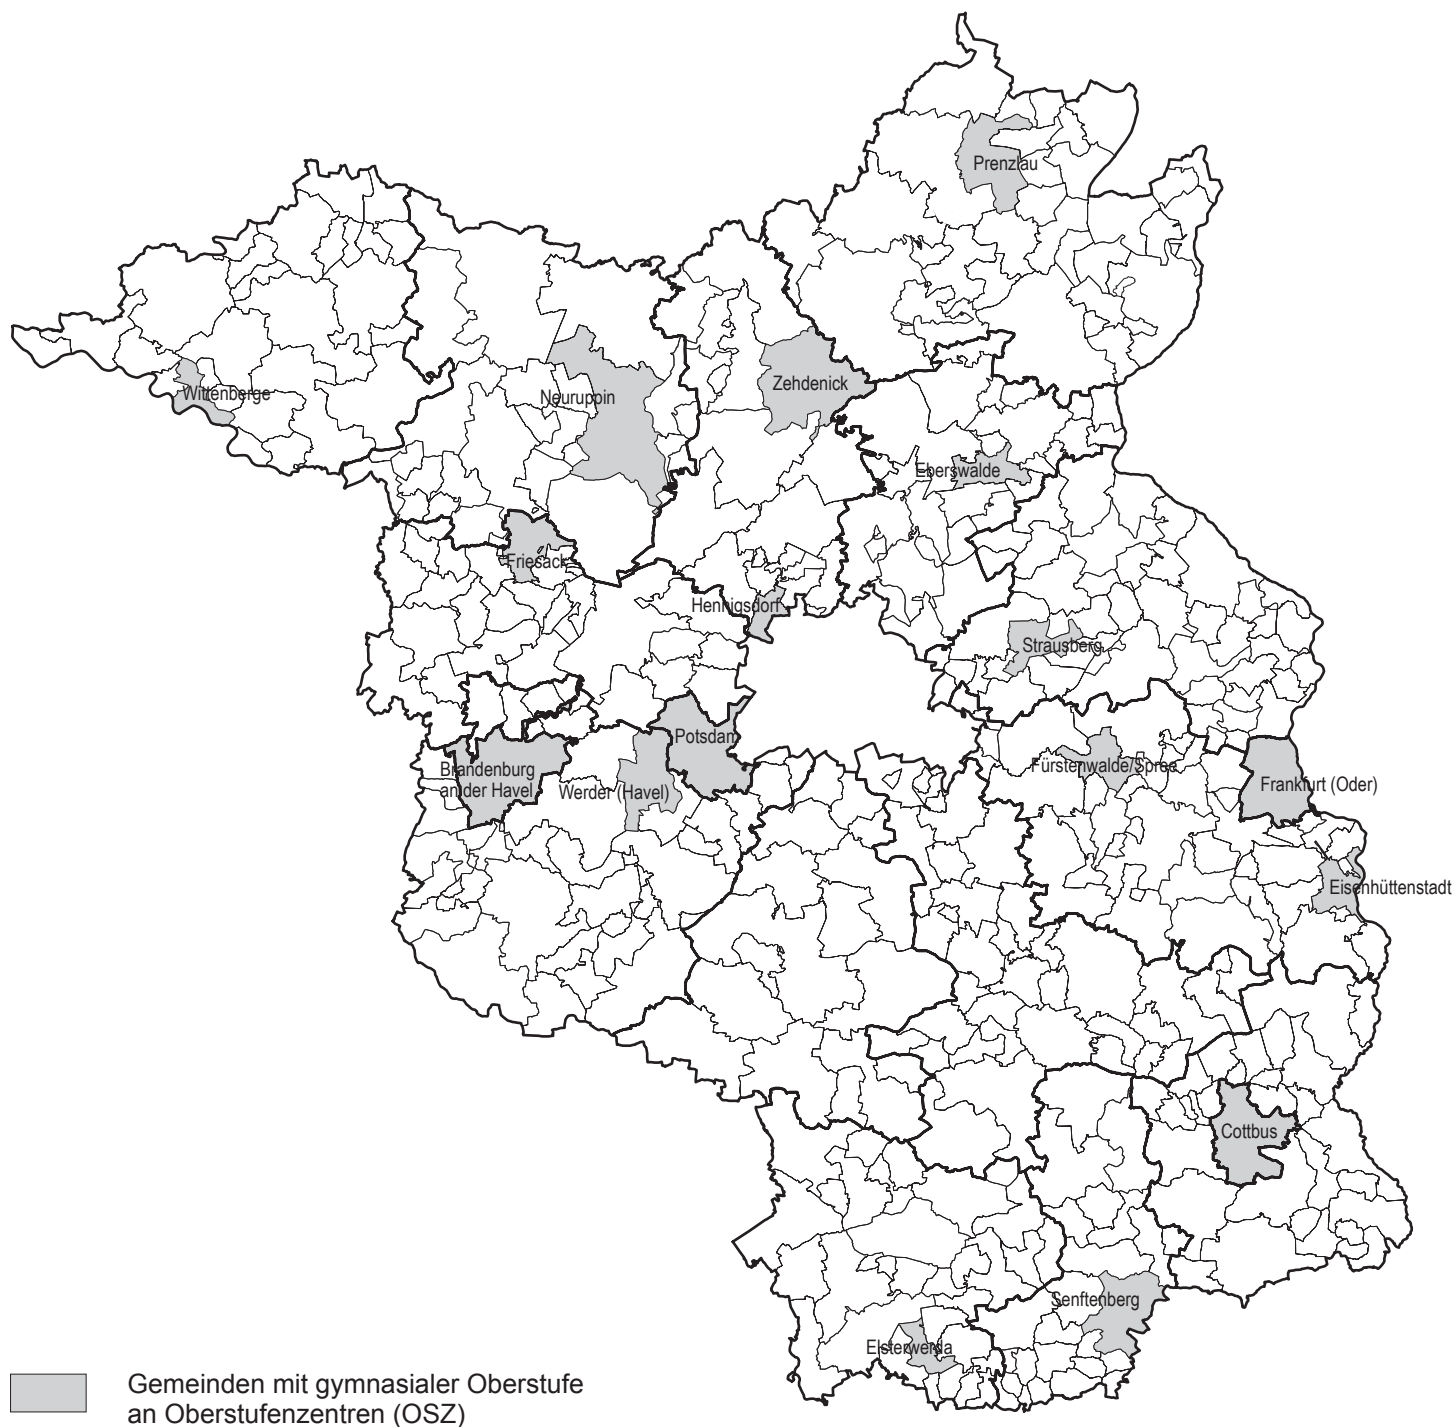 Prenzlau
Zehdenick
Wittenberge
Neuruppin
Eberswalde
Friesack
Hennigsdorf
Strausberg
Potsdam
Fürstenwalde/Spree
Brandenburg
an der Havel
Werder (Havel)
Frankfurt (Oder)
Eisenhüttenstadt
Cottbus
Senftenberg
Elsterwerda
Gemeinden mit gymnasialer Oberstufe
an Oberstufenzentren (OSZ)